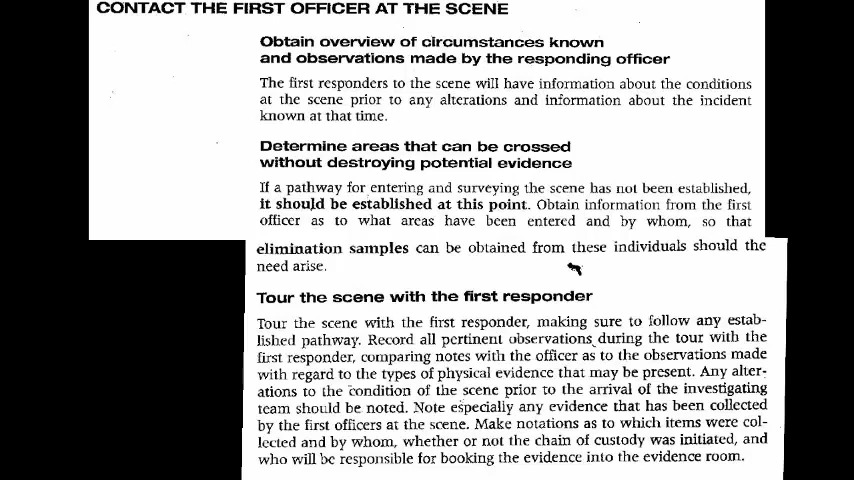 CONTACT THE FIRST OFFICER AT THE SCENE
Obtain overview of circumstances known
and observations made by the responding officer
The first responders to the scene will have information about the conditions
at the scene prior to any alterations and information about the incident
known at that time.
Determine areas that can be crossed
without destroying potential evidence
If a pathway for entering and surveying the scene has not been established,
it should be established at this point. Obtain information from the first
officer as to what areas have been entered and by whom, so that
elimination samples can be obtained from these individuals should the
need arise.
Tour the scene with the first responder
Tour the scene with the first responder, making sure to follow any estab-
lished pathway. Record all pertinent observations during the tour with the
first responder, comparing notes with the officer as to the observations made
with regard to the types of physical evidence that may be present. Any alter-
ations to the condition of the scene prior to the arrival of the investigating
team should be noted. Note especially any evidence that has been collected
by the first officers at the scene. Make notations as to which items were col-
lected and by whom, whether or not the chain of custody was initiated, and
who will be responsible for booking the evidence into the evidence room.